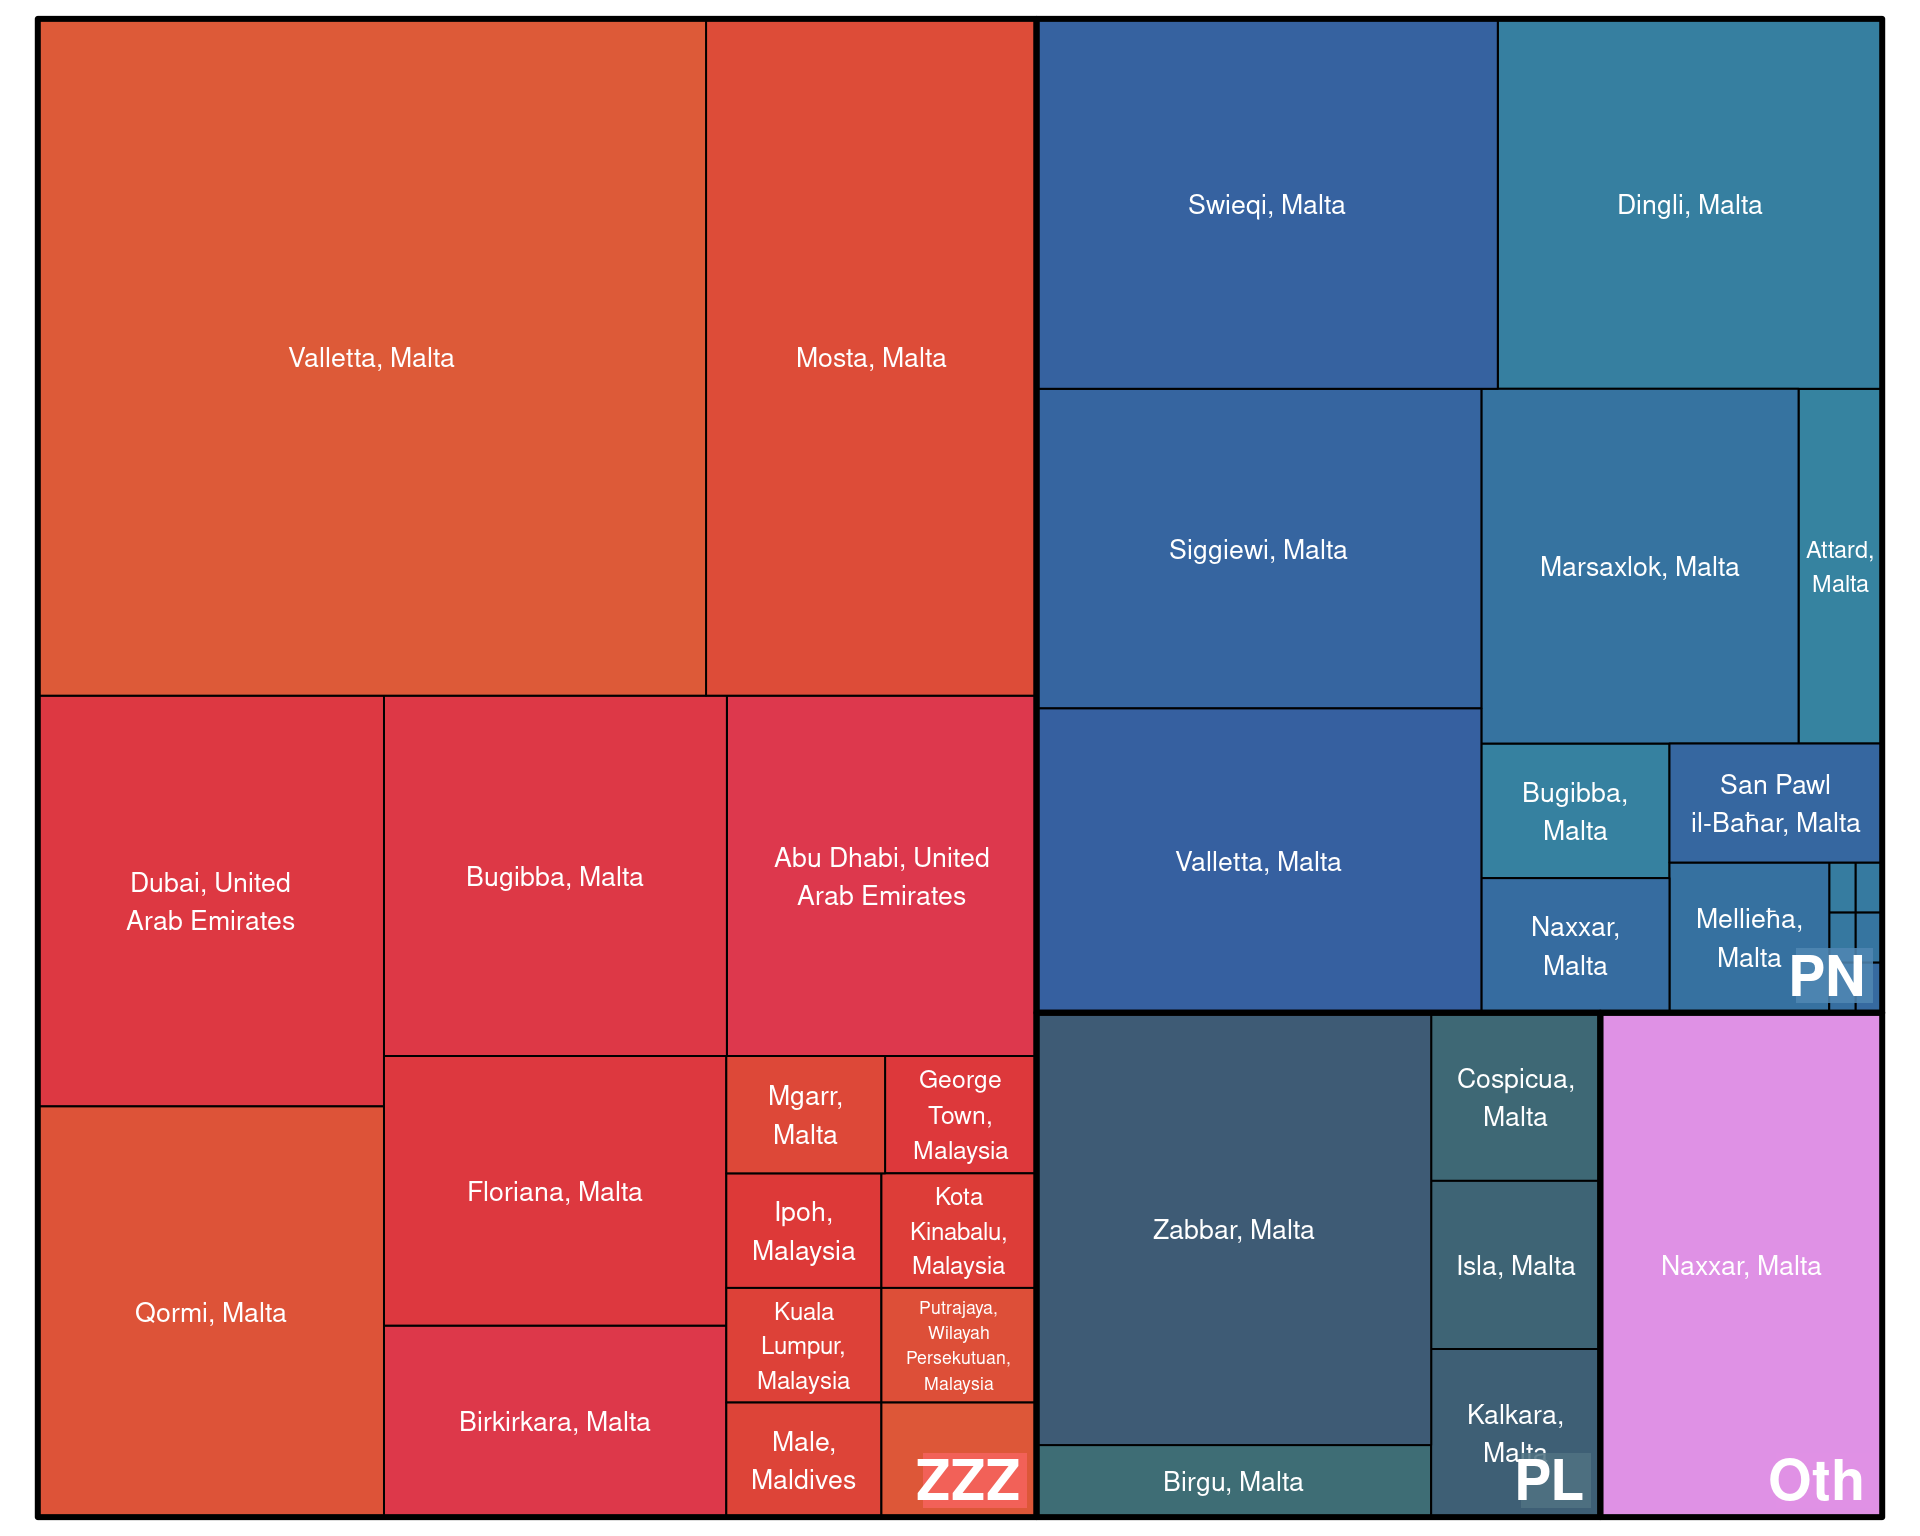 Valletta, Malta
Mosta, Malta
Dubai, United
Arab Emirates
Bugibba, Malta
Abu Dhabi, United
Arab Emirates
Qormi, Malta
Floriana, Malta
Birkirkara, Malta
Mgarr,
Malta
George
Town,
Malaysia
Ipoh,
Malaysia
Kota
Kinabalu,
Malaysia
Kuala
Lumpur,
Malaysia
Putrajaya,
Wilayah
Persekutuan,
Malaysia
Male,
Maldives
ZZZ
Swieqi, Malta
Dingli, Malta
Siggiewi, Malta
Marsaxlok, Malta
Attard,
Malta
Valletta, Malta
Bugibba,
Malta
San Pawl
il-Baħar, Malta
Naxxar,
Malta
Mellieħa,
Malta
PN
Zabbar, Malta
Cospicua,
Malta
Isla, Malta
Kalkara,
Malta
Birgu, Malta
PL
Naxxar, Malta
Oth